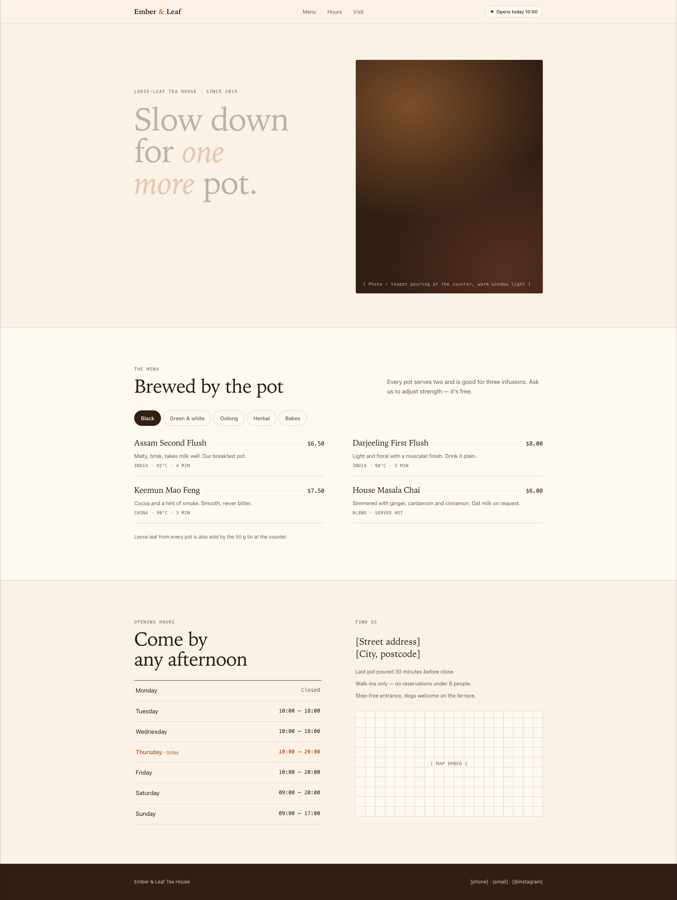 Ember & Leaf
Menu Hours Visit
Opens today 10:00
LOOSE-LEAF TEA HOUSE · SINCE 2019
Slow down
for one
more pot.
[ Photo — teapot pouring at the counter, warm window light ]
THE MENU
Brewed by the pot
Every pot serves two and is good for three infusions. Ask
us to adjust strength — it's free.
Black Green & white Oolong Herbal Bakes
Assam Second Flush $6.50
Malty, brisk, takes milk well. Our breakfast pot.
INDIA · 95°C · 4 MIN
Darjeeling First Flush $8.00
Light and floral with a muscatel finish. Drink it plain.
INDIA · 90°C · 3 MIN
Keemun Mao Feng $7.50
Cocoa and a hint of smoke. Smooth, never bitter.
CHINA · 90°C · 3 MIN
House Masala Chai $6.00
Simmered with ginger, cardamom and cinnamon. Oat milk on request.
BLEND · SERVED HOT
Loose leaf from every pot is also sold by the 50 g tin at the counter.
OPENING HOURS
Come by
any afternoon
Monday Closed
Tuesday 10:00 — 18:00
Wednesday 10:00 — 18:00
Thursday · today 10:00 — 20:00
Friday 10:00 — 20:00
Saturday 09:00 — 20:00
Sunday 09:00 — 17:00
FIND US
[Street address]
[City, postcode]
Last pot poured 30 minutes before close.
Walk-ins only — no reservations under 6 people.
Step-free entrance, dogs welcome on the terrace.
[ MAP EMBED ]
Ember & Leaf Tea House
[phone] · [email] · [@instagram]